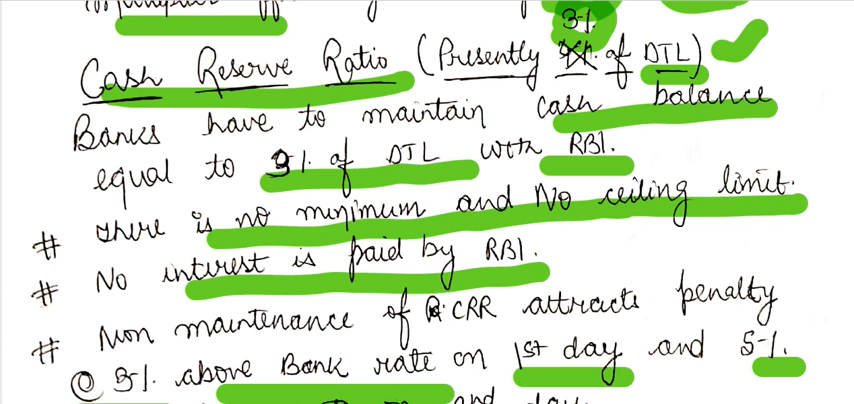 3%
Cash Reserve Ratio (Presently of DTL)
Banks have to maintain cash balance
equal to 3% of DTL with RBI.
# there is no minimum and No ceiling limit.
# No interest is paid by RBI.
# Non maintenance of CRR attracts penalty
@ 3% above Bank rate on 1st day and 5%
and day